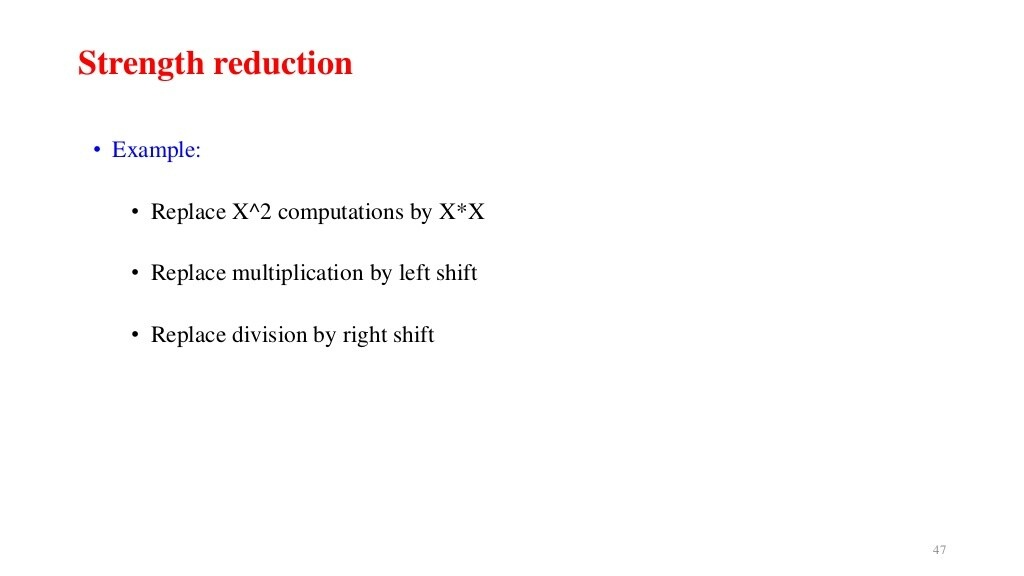 Strength reduction
• Example:
• Replace X^2 computations by X*X
• Replace multiplication by left shift
• Replace division by right shift
47